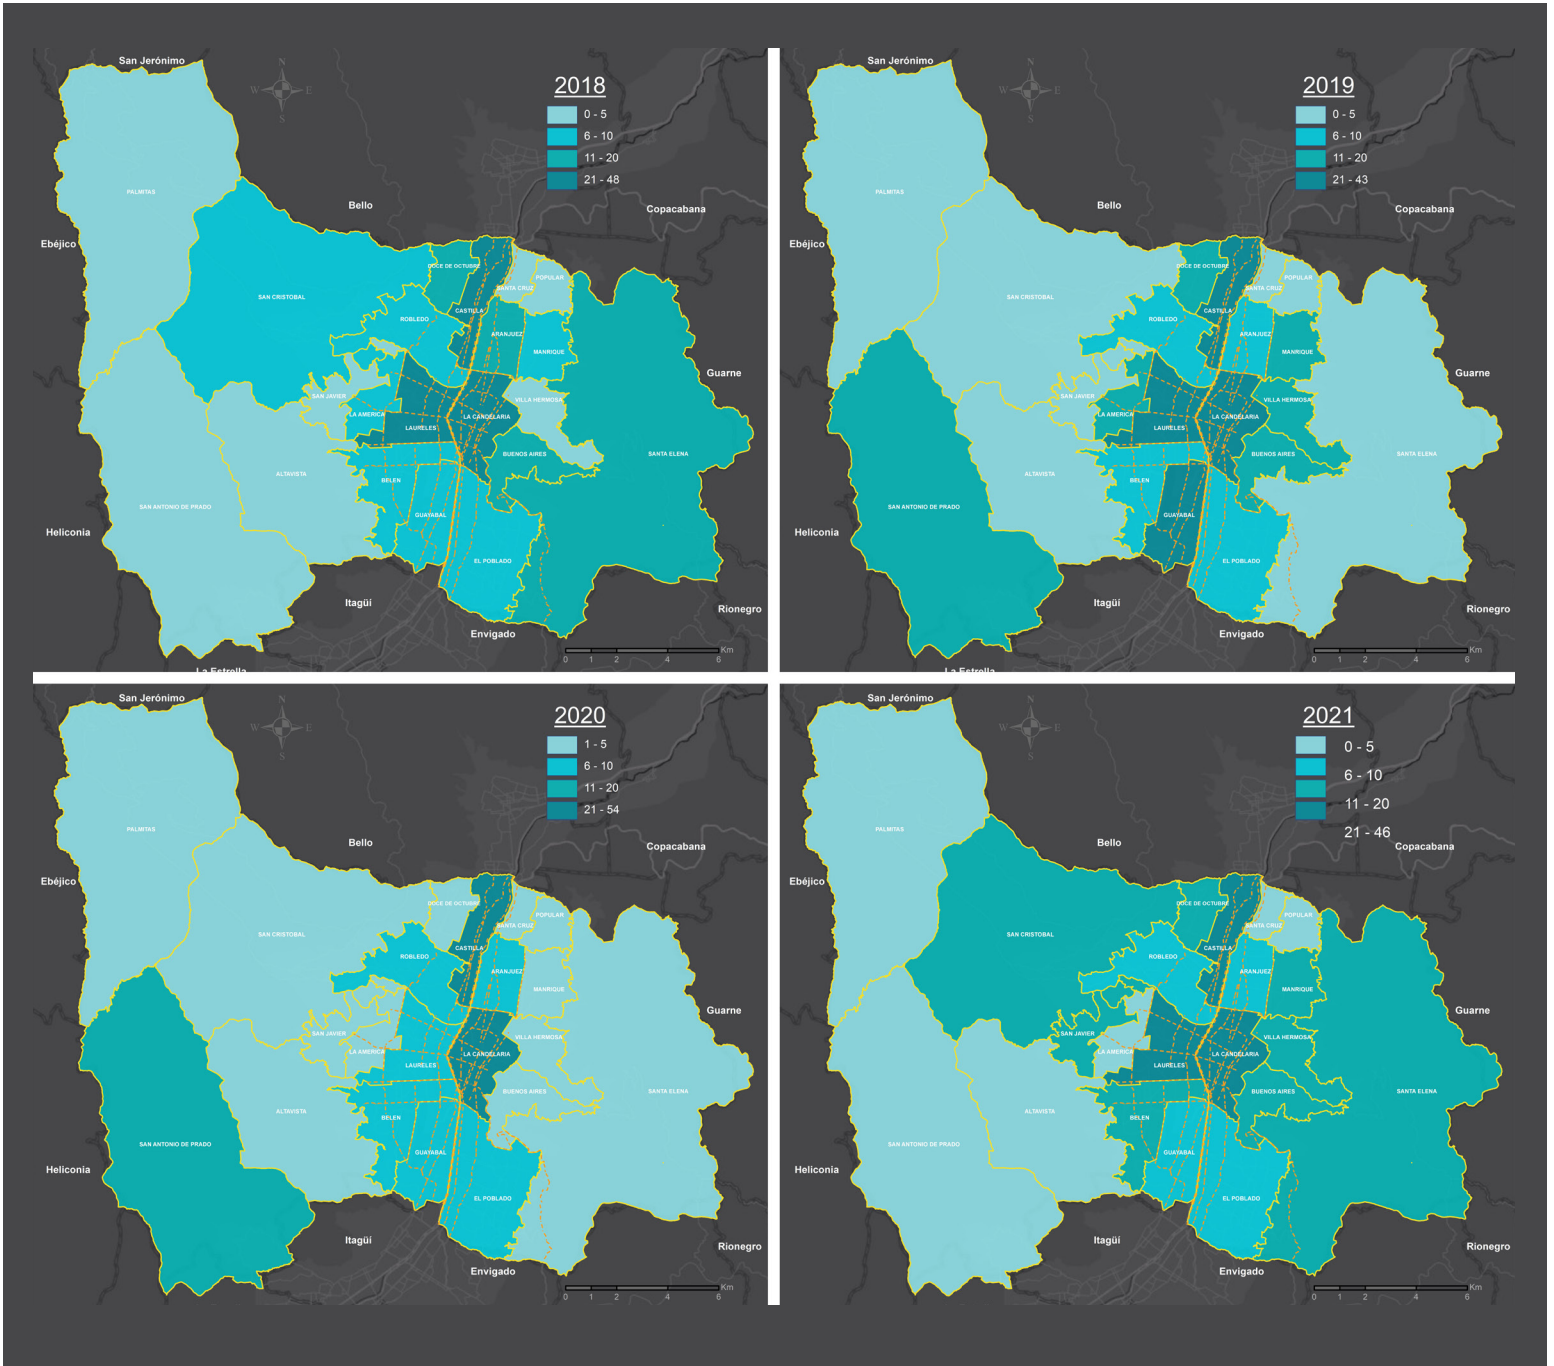 San Jerónimo
N
W E
S
2018
0 - 5
6 - 10
11 - 20
21 - 48
PALMITAS
Bello
Copacabana
Ebéjico
DOCE DE OCTUBRE
POPULAR
SANTA CRUZ
SAN CRISTOBAL
CASTILLA
ROBLEDO
ARANJUEZ
MANRIQUE
Guarne
SAN JAVIER
VILLA HERMOSA
LA AMERICA
LA CANDELARIA
LAURELES
BUENOS AIRES
SANTA ELENA
ALTAVISTA
BELEN
SAN ANTONIO DE PRADO
GUAYABAL
Heliconia
EL POBLADO
Itagüí
Rionegro
Envigado
Km
0 1 2 4 6
La Estrella
San Jerónimo
N
W E
S
2019
0 - 5
6 - 10
11 - 20
21 - 43
PALMITAS
Bello
Copacabana
Ebéjico
DOCE DE OCTUBRE
POPULAR
SANTA CRUZ
SAN CRISTOBAL
CASTILLA
ROBLEDO
ARANJUEZ
MANRIQUE
Guarne
SAN JAVIER
VILLA HERMOSA
LA AMERICA
LA CANDELARIA
LAURELES
BUENOS AIRES
SANTA ELENA
ALTAVISTA
BELEN
SAN ANTONIO DE PRADO
GUAYABAL
Heliconia
EL POBLADO
Itagüí
Rionegro
Envigado
Km
0 1 2 4 6
La Estrella
San Jerónimo
N
W E
S
2020
1 - 5
6 - 10
11 - 20
21 - 54
PALMITAS
Bello
Copacabana
Ebéjico
DOCE DE OCTUBRE
POPULAR
SANTA CRUZ
SAN CRISTOBAL
CASTILLA
ROBLEDO
ARANJUEZ
MANRIQUE
Guarne
SAN JAVIER
VILLA HERMOSA
LA AMERICA
LA CANDELARIA
LAURELES
BUENOS AIRES
SANTA ELENA
ALTAVISTA
BELEN
SAN ANTONIO DE PRADO
GUAYABAL
Heliconia
EL POBLADO
Itagüí
Rionegro
Envigado
Km
0 1 2 4 6
San Jerónimo
N
W E
S
2021
0 - 5
6 - 10
11 - 20
21 - 46
PALMITAS
Bello
Copacabana
Ebéjico
DOCE DE OCTUBRE
POPULAR
SANTA CRUZ
SAN CRISTOBAL
CASTILLA
ROBLEDO
ARANJUEZ
MANRIQUE
Guarne
SAN JAVIER
VILLA HERMOSA
LA AMERICA
LA CANDELARIA
LAURELES
BUENOS AIRES
SANTA ELENA
ALTAVISTA
BELEN
SAN ANTONIO DE PRADO
GUAYABAL
Heliconia
EL POBLADO
Itagüí
Rionegro
Envigado
Km
0 1 2 4 6